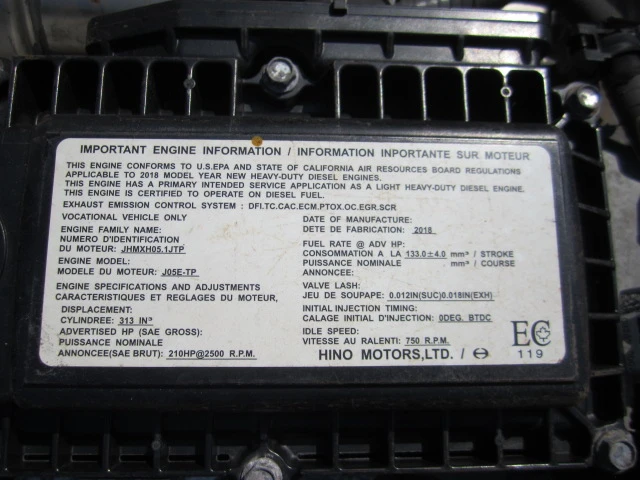 IMPORTANT ENGINE INFORMATION / INFORMATION INPORTANTE SUR MOTEUR
THIS ENGINE CONFORMS TO U.S.EPA AND STATE OF CALIFORNIA AIR RESOURCES BOARD REGULATIONS
APPLICABLE TO 2018 MODEL YEAR NEW HEAVY-DUTY DIESEL ENGINES.
THIS ENGINE HAS A PRIMARY INTENDED SERVICE APPLICATION AS A LIGHT HEAVY-DUTY DIESEL ENGINE.
THIS ENGINE IS CERTIFIED TO OPERATE ON DIESEL FUEL.
EXHAUST EMISSION CONTROL SYSTEM : DFI.TC.CAC.ECM.PTOX.OC.EGR.SCR
VOCATIONAL VEHICLE ONLY
ENGINE FAMILY NAME:
NUMERO D'IDENTIFICATION
DU MOTEUR: JHMXH05.1JTP
ENGINE MODEL:
MODELE DU MOTEUR: J05E-TP
ENGINE SPECIFICATIONS AND ADJUSTMENTS
CARACTERISTIQUES ET REGLAGES DU MOTEUR,
DISPLACEMENT:
CYLINDREE: 313 IN³
ADVERTISED HP (SAE GROSS):
PUISSANCE NOMINALE
ANNONCEE(SAE BRUT): 210HP@2500 R.P.M.
DATE OF MANUFACTURE:
DETE DE FABRICATION: 2018
FUEL RATE @ ADV HP:
CONSOMMATION A LA 133.0±4.0 mm³ / STROKE
PUISSANCE NOMINALE mm³ / COURSE
ANNONCEE:
VALVE LASH:
JEU DE SOUPAPE: 0.012IN(SUC)0.018IN(EXH)
INITIAL INJECTION TIMING:
CALAGE INITIAL D'INJECTION: 0DEG. BTDC
IDLE SPEED:
VITESSE AU RALENTI: 750 R.P.M.
HINO MOTORS,LTD. /
EC
119